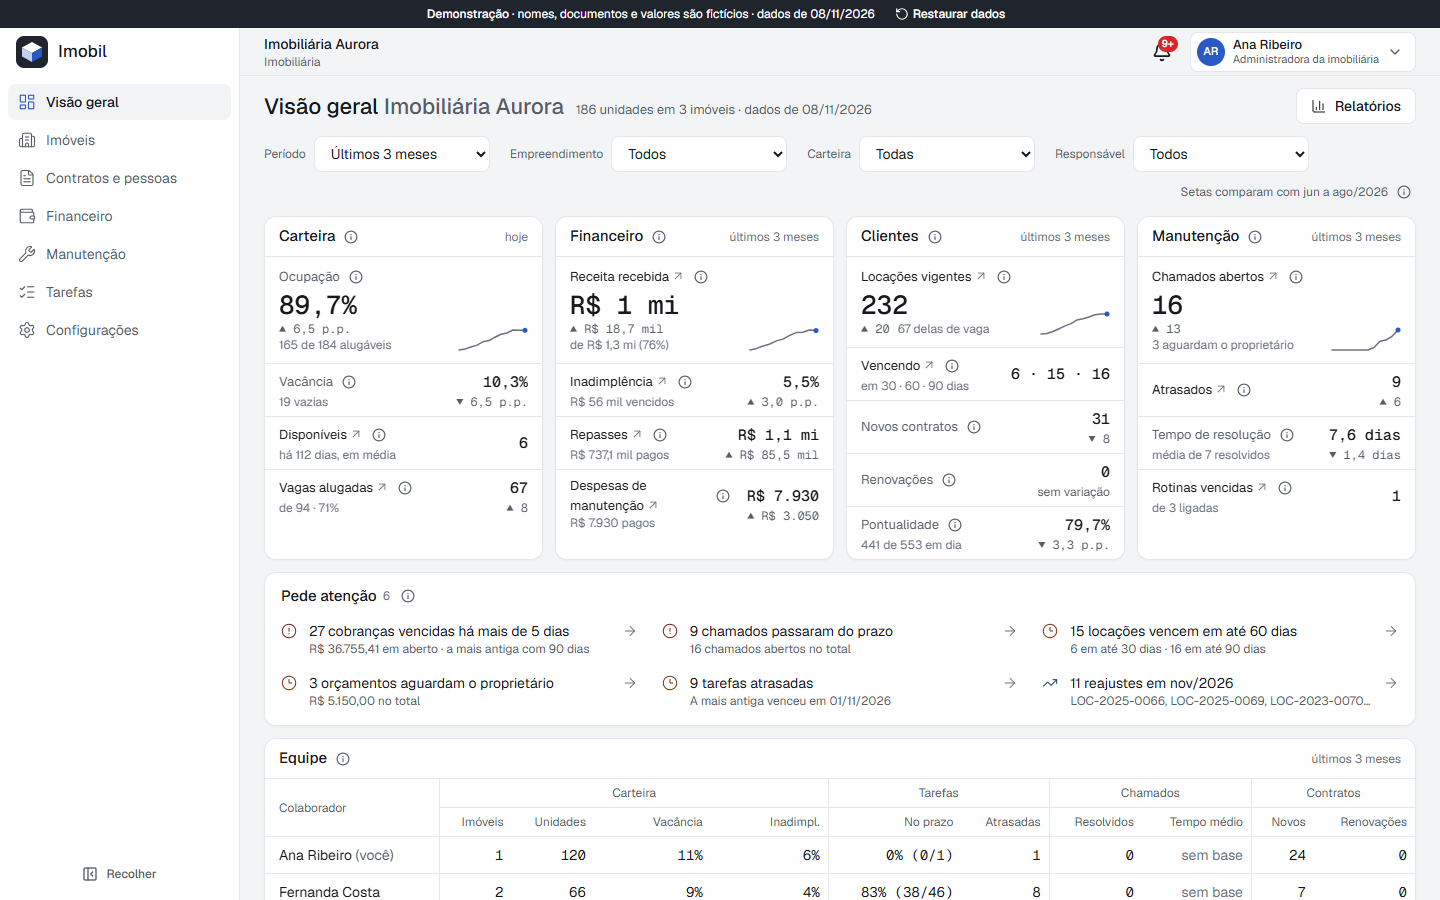 Demonstração · nomes, documentos e valores são fictícios · dados de 08/11/2026 Restaurar dados
Imobil
Visão geral
Imóveis
Contratos e pessoas
Financeiro
Manutenção
Tarefas
Configurações
Recolher
Imobiliária Aurora
Imobiliária
9+
AR
Ana Ribeiro
Administradora da imobiliária
Visão geral Imobiliária Aurora 186 unidades em 3 imóveis · dados de 08/11/2026
Relatórios
Período Últimos 3 meses Empreendimento Todos Carteira Todas Responsável Todos
Setas comparam com jun a ago/2026
Carteira hoje
Ocupação
89,7%
▲ 6,5 p.p.
165 de 184 alugáveis
Vacância 10,3%
19 vazias ▼ 6,5 p.p.
Disponíveis ↗ 6
há 112 dias, em média
Vagas alugadas ↗ 67
de 94 · 71% ▲ 8
Financeiro últimos 3 meses
Receita recebida ↗
R$ 1 mi
▲ R$ 18,7 mil
de R$ 1,3 mi (76%)
Inadimplência ↗ 5,5%
R$ 56 mil vencidos ▲ 3,0 p.p.
Repasses ↗ R$ 1,1 mi
R$ 737,1 mil pagos ▲ R$ 85,5 mil
Despesas de
manutenção ↗ R$ 7.930
R$ 7.930 pagos ▲ R$ 3.050
Clientes últimos 3 meses
Locações vigentes ↗
232
▲ 20 67 delas de vaga
Vencendo ↗ 6 · 15 · 16
em 30 · 60 · 90 dias
Novos contratos 31
▼ 8
Renovações 0
sem variação
Pontualidade 79,7%
441 de 553 em dia ▼ 3,3 p.p.
Manutenção últimos 3 meses
Chamados abertos ↗
16
▲ 13
3 aguardam o proprietário
Atrasados ↗ 9
▲ 6
Tempo de resolução 7,6 dias
média de 7 resolvidos ▼ 1,4 dias
Rotinas vencidas ↗ 1
de 3 ligadas
Pede atenção 6
27 cobranças vencidas há mais de 5 dias
R$ 36.755,41 em aberto · a mais antiga com 90 dias
9 chamados passaram do prazo
16 chamados abertos no total
15 locações vencem em até 60 dias
6 em até 30 dias · 16 em até 90 dias
3 orçamentos aguardam o proprietário
R$ 5.150,00 no total
9 tarefas atrasadas
A mais antiga venceu em 01/11/2026
11 reajustes em nov/2026
LOC-2025-0066, LOC-2025-0069, LOC-2023-0070...
Equipe últimos 3 meses
Colaborador Carteira Tarefas Chamados Contratos
Imóveis Unidades Vacância Inadimpl. No prazo Atrasadas Resolvidos Tempo médio Novos Renovações
Ana Ribeiro (você) 1 120 11% 6% 0% (0/1) 1 0 sem base 24 0
Fernanda Costa 2 66 9% 4% 83% (38/46) 8 0 sem base 7 0